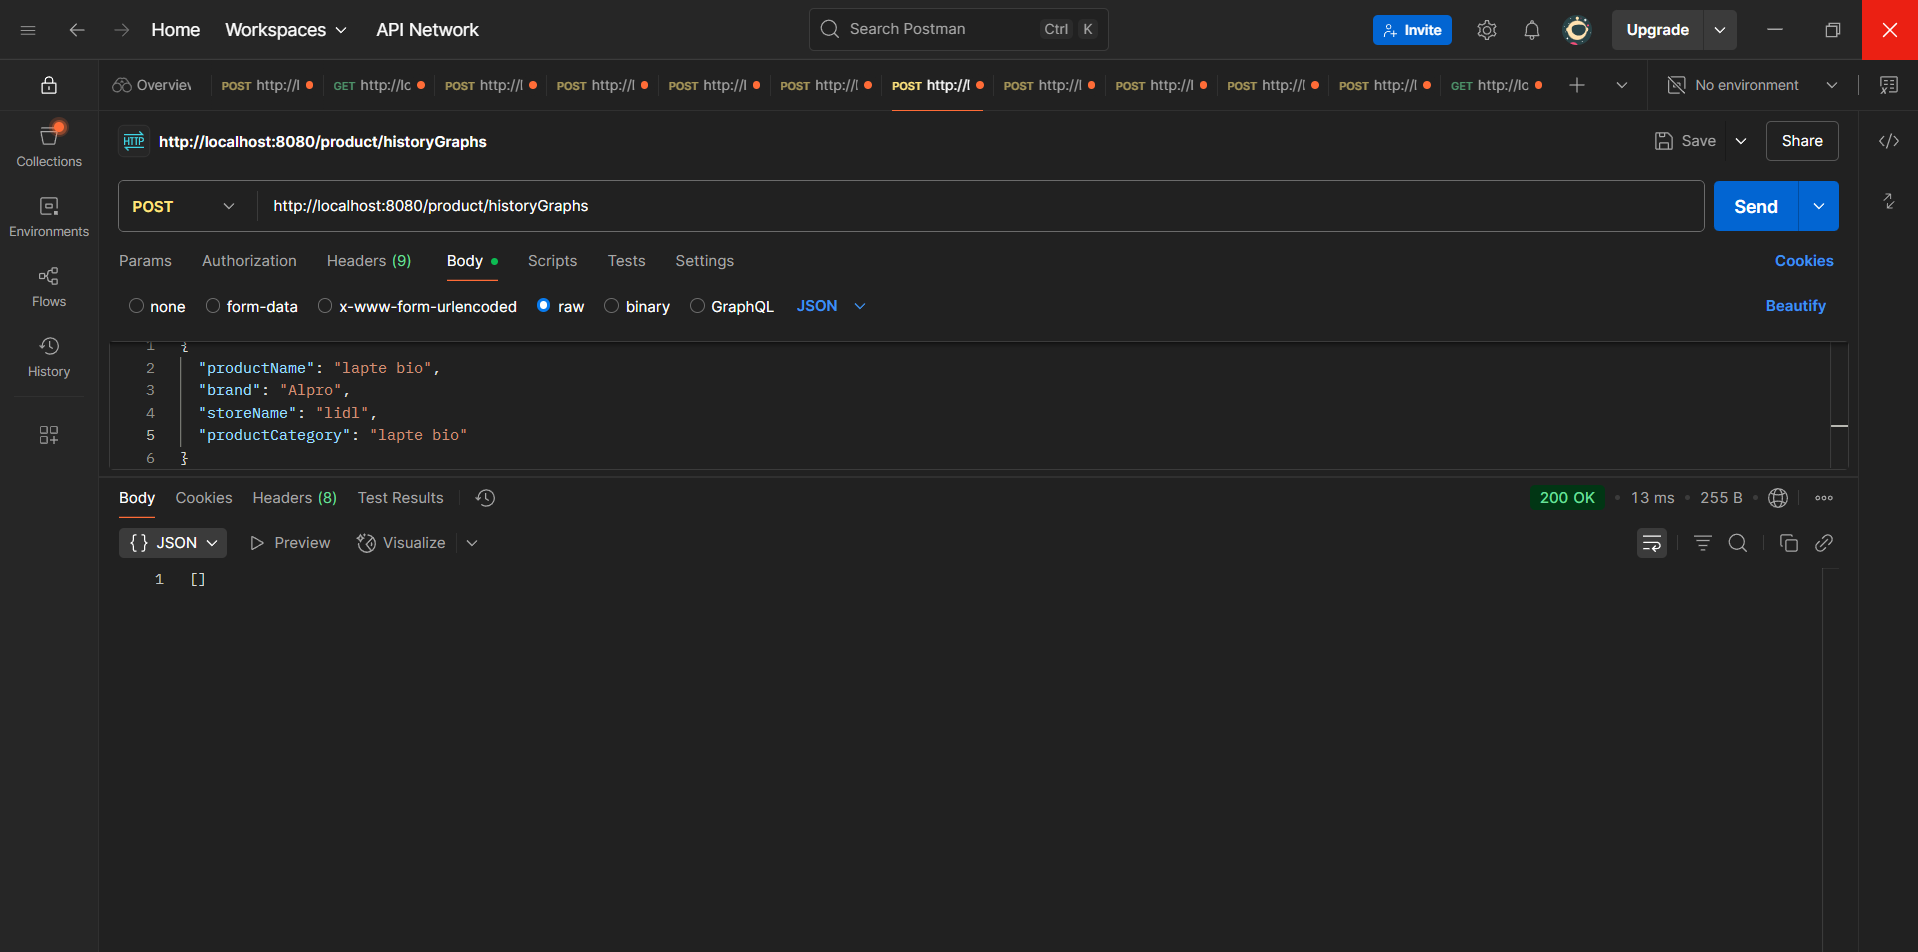 Home Workspaces API Network Search Postman Ctrl K Invite Upgrade
Overview POST http://l GET http://lo POST http://l POST http://l POST http://l POST http://l POST http://l POST http://l POST http://l POST http://l POST http://l GET http://lo No environment
HTTP http://localhost:8080/product/historyGraphs Save Share
Collections
POST http://localhost:8080/product/historyGraphs Send
Environments
Params Authorization Headers (9) Body Scripts Tests Settings Cookies
Flows
none form-data x-www-form-urlencoded raw binary GraphQL JSON Beautify
History
1 {
2 "productName": "lapte bio",
3 "brand": "Alpro",
4 "storeName": "lidl",
5 "productCategory": "lapte bio"
6 }
Body Cookies Headers (8) Test Results 200 OK • 13 ms • 255 B •
{} JSON Preview Visualize
1 []